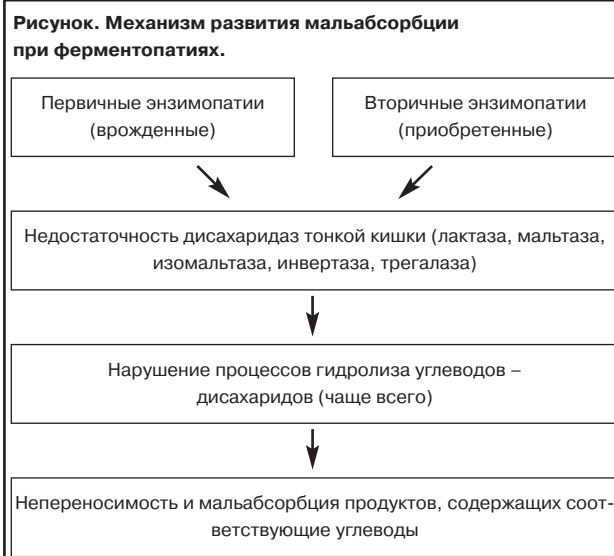 Рисунок. Механизм развития мальабсорбции
при ферментопатиях.
Первичные энзимопатии
(врожденные)
Вторичные энзимопатии
(приобретенные)
Недостаточность дисахаридаз тонкой кишки (лактаза, мальтаза,
изомальтаза, инвертаза, трегалаза)
Нарушение процессов гидролиза углеводов –
дисахаридов (чаще всего)
Непереносимость и мальабсорбция продуктов, содержащих соот-
ветствующие углеводы